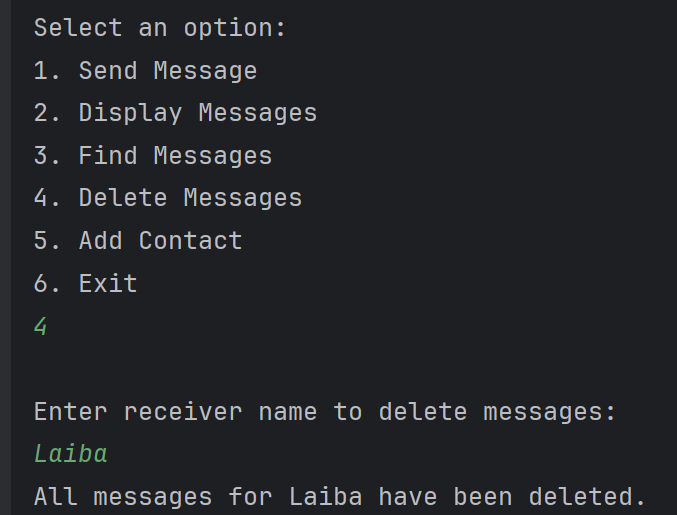 Select an option:
1. Send Message
2. Display Messages
3. Find Messages
4. Delete Messages
5. Add Contact
6. Exit
4
Enter receiver name to delete messages:
Laiba
All messages for Laiba have been deleted.